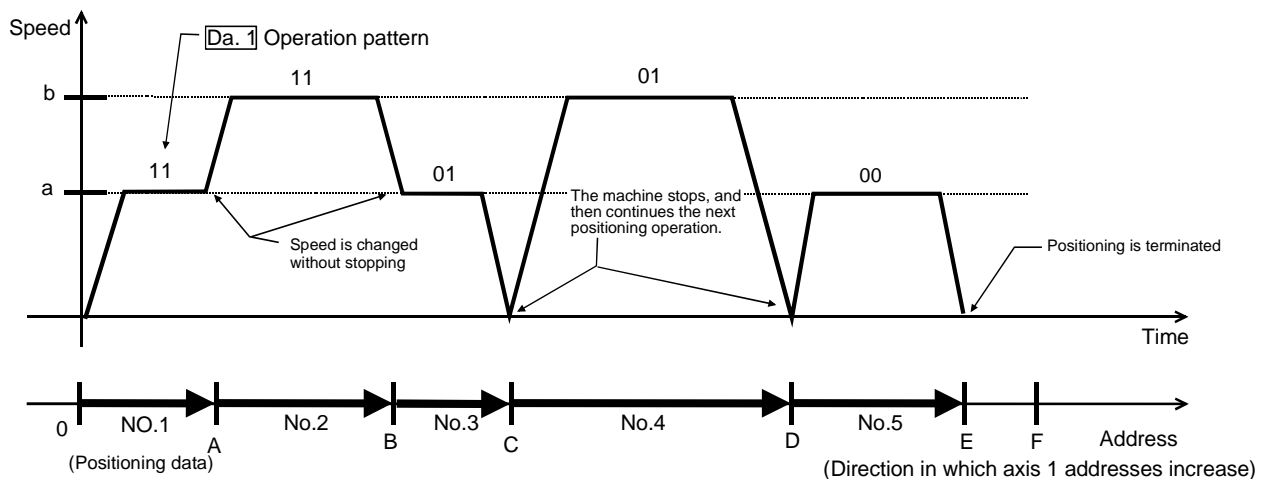 Speed
Da. 1 Operation pattern
11
01
b
11
01
00
a
The machine stops, and
then continues the next
positioning operation.
Speed is changed
without stopping
Positioning is terminated
Time
0
NO.1
A
No.2
B
No.3
C
No.4
D
No.5
E
F
Address
(Positioning data)
(Direction in which axis 1 addresses increase)